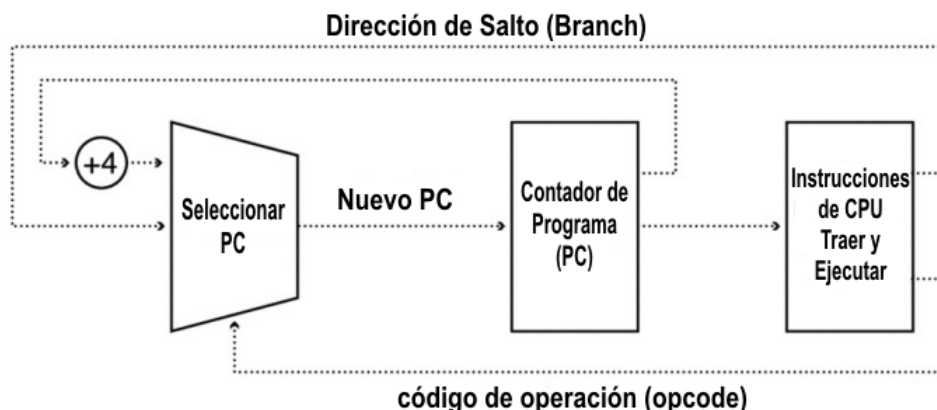 Dirección de Salto (Branch)
+4
Seleccionar
PC
Nuevo PC
Contador de
Programa
(PC)
Instrucciones
de CPU
Traer y
Ejecutar
código de operación (opcode)